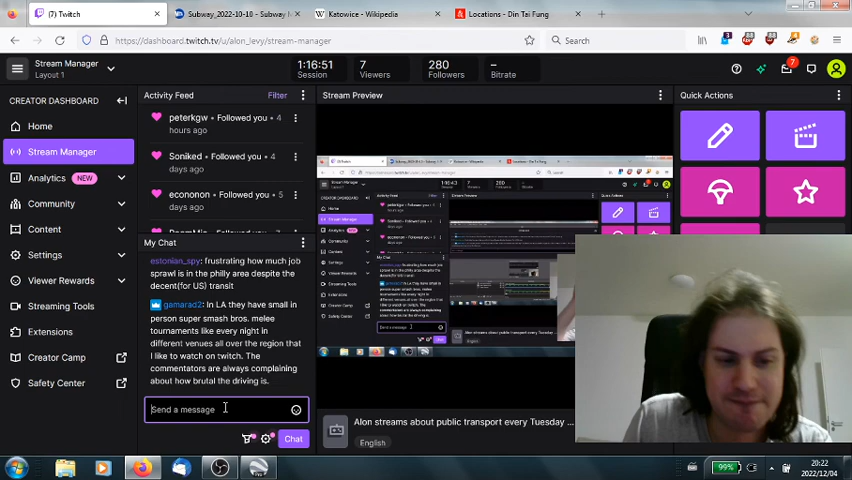 (7) Twitch
Subway_2022-10-10 - Subway
Katowice - Wikipedia
Locations - Din Tai Fung
https://dashboard.twitch.tv/u/alon_levy/stream-manager
Search
Stream Manager
Layout 1
1:16:51
Session
7
Viewers
280
Followers
–
Bitrate
7
CREATOR DASHBOARD
Home
Stream Manager
Analytics NEW
Community
Content
Settings
Viewer Rewards
Streaming Tools
Extensions
Creator Camp
Safety Center
Activity Feed
Filter
peterkgw • Followed you • 4
hours ago
Soniked • Followed you • 4
days ago
econonon • Followed you • 5
days ago
My Chat
estonian_spy: frustrating how much job
sprawl is in the philly area despite the
decent(for US) transit
gamarad2: In LA they have small in
person super smash bros. melee
tournaments like every night in
different venues all over the region that
I like to watch on twitch. The
commentators are always complaining
about how brutal the driving is.
Send a message
Chat
Stream Preview
Alon streams about public transport every Tuesday ...
English
Quick Actions
99%
20:22
2022/12/04